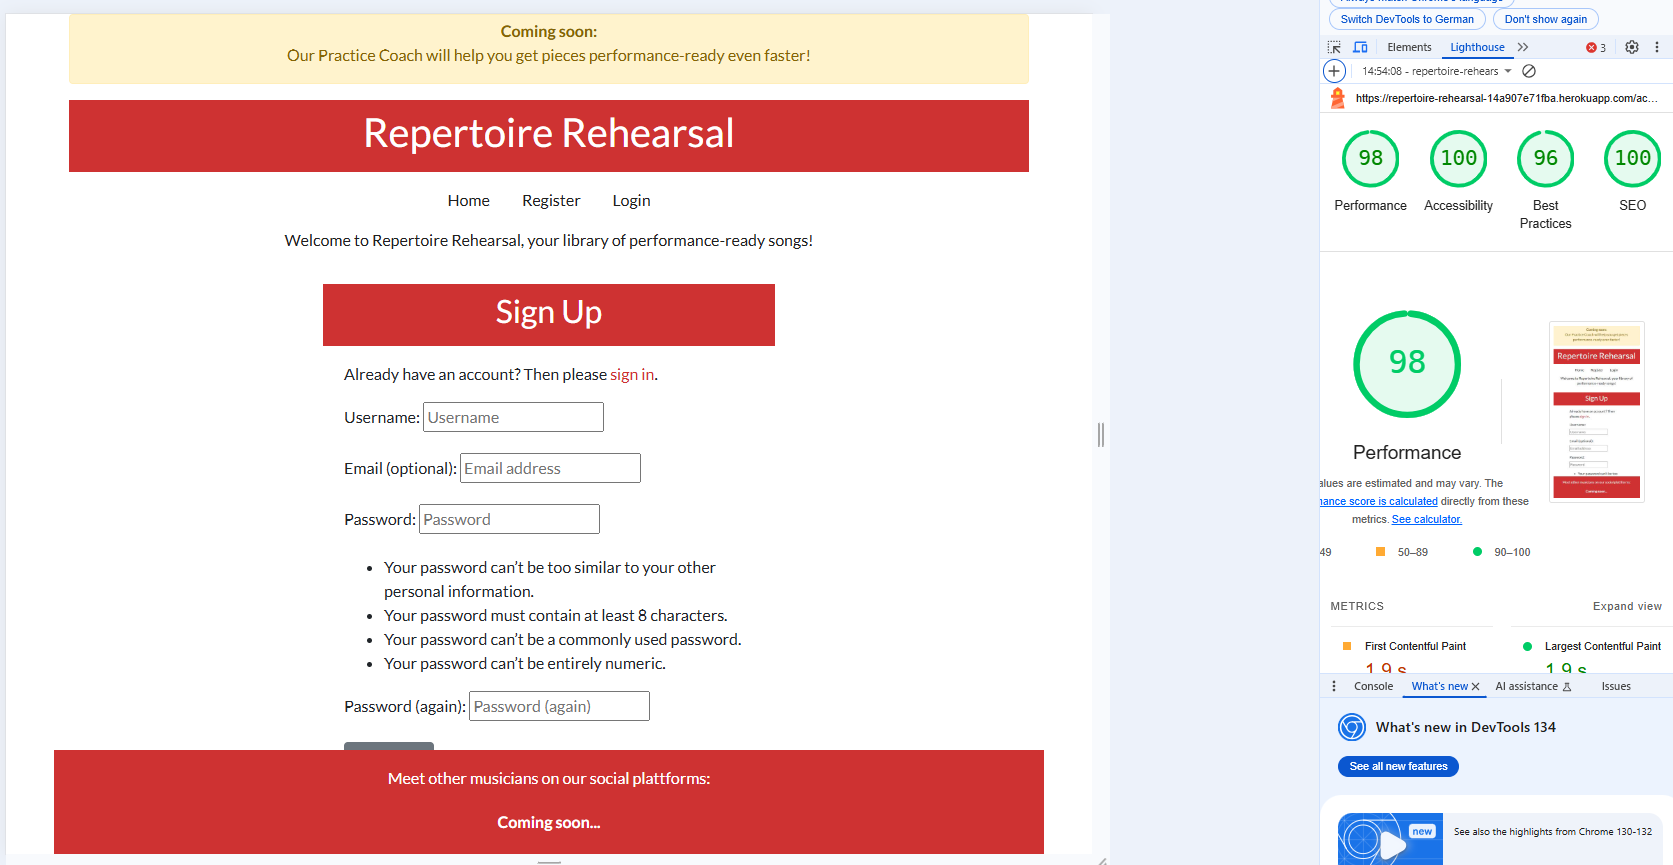 Coming soon:
Our Practice Coach will help you get pieces performance-ready even faster!
Repertoire Rehearsal
Home Register Login
Welcome to Repertoire Rehearsal, your library of performance-ready songs!
Sign Up
Already have an account? Then please sign in.
Username: Username
Email (optional): Email address
Password: Password
Your password can't be too similar to your other
personal information.
Your password must contain at least 8 characters.
Your password can't be a commonly used password.
Your password can't be entirely numeric.
Password (again): Password (again)
Meet other musicians on our social plattforms:
Coming soon...
Always match Chrome's language
Switch DevTools to German Don't show again
Elements Lighthouse 3
14:54:08 - repertoire-rehears
https://repertoire-rehearsal-14a907e71fba.herokuapp.com/ac...
98 100 96 100
Performance Accessibility Best Practices SEO
98
Performance
alues are estimated and may vary. The
nance score is calculated directly from these
metrics. See calculator.
49 50–89 90–100
Repertoire Rehearsal
Sign Up
METRICS Expand view
First Contentful Paint Largest Contentful Paint
1.9 s 1.9 s
Console What's new AI assistance Issues
What's new in DevTools 134
See all new features
new
See also the highlights from Chrome 130-132